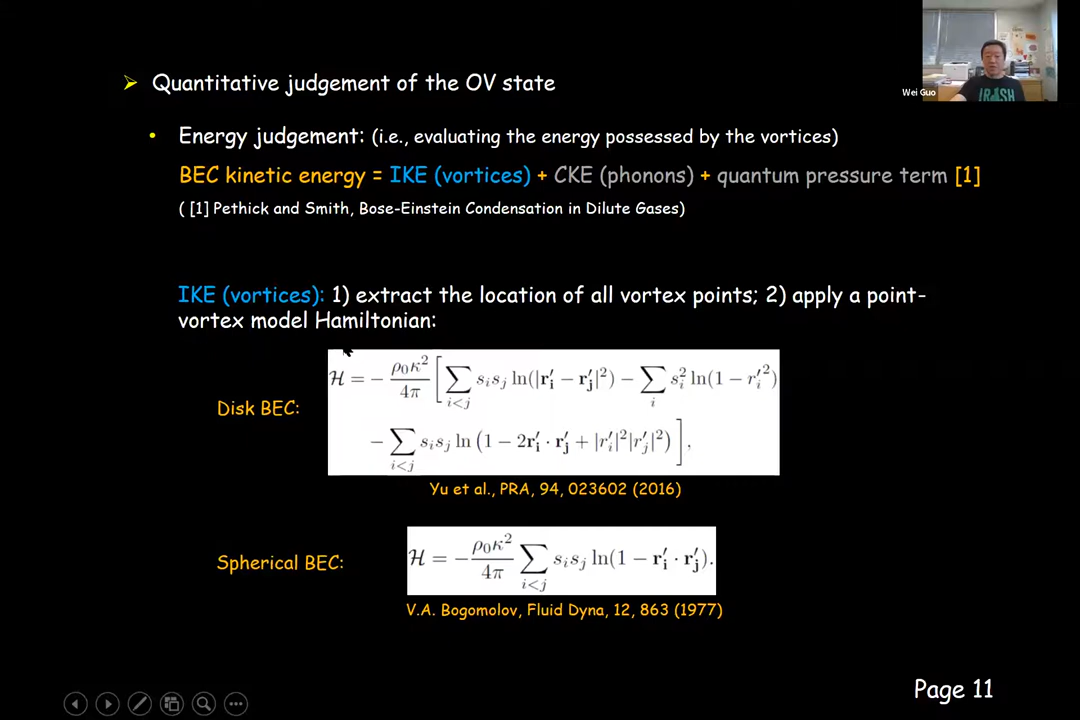 Wei Guo
➢ Quantitative judgement of the OV state
• Energy judgement: (i.e., evaluating the energy possessed by the vortices)
BEC kinetic energy = IKE (vortices) + CKE (phonons) + quantum pressure term [1]
( [1] Pethick and Smith, Bose-Einstein Condensation in Dilute Gases)
IKE (vortices): 1) extract the location of all vortex points; 2) apply a point-
vortex model Hamiltonian:
Disk BEC:
ℋ = − ρ₀κ²/4π [ ∑_{i<j} s_i s_j ln(|r′_i − r′_j|²) − ∑_i s_i² ln(1 − r′_i²)
− ∑_{i<j} s_i s_j ln (1 − 2r′_i · r′_j + |r′_i|²|r′_j|²) ],
Yu et al., PRA, 94, 023602 (2016)
Spherical BEC:
ℋ = − ρ₀κ²/4π ∑_{i<j} s_i s_j ln(1 − r′_i · r′_j).
V.A. Bogomolov, Fluid Dyna, 12, 863 (1977)
Page 11